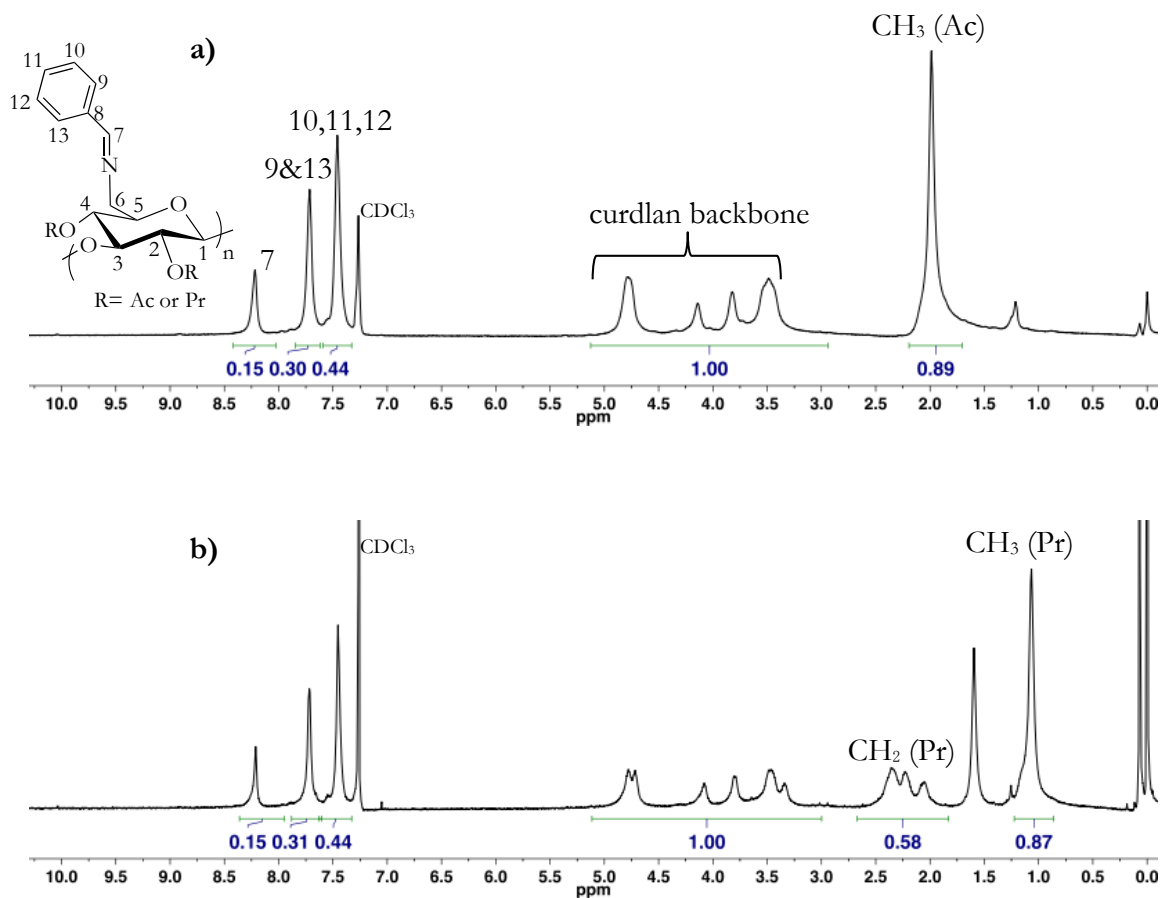 a)
CH₃ (Ac)
10
11
9
12
8
13
7
N
6
4
5
O
RO
O
3
2
1
n
OR
R= Ac or Pr
7
9&13
10,11,12
CDCl₃
curdlan backbone
0.15 0.30 0.44 1.00 0.89
10.0 9.5 9.0 8.5 8.0 7.5 7.0 6.5 6.0 5.5 5.0 4.5 4.0 3.5 3.0 2.5 2.0 1.5 1.0 0.5 0.0
ppm ppm
b)
CDCl₃
CH₃ (Pr)
CH₂ (Pr)
0.15 0.31 0.44 1.00 0.58 0.87
10.0 9.5 9.0 8.5 8.0 7.5 7.0 6.5 6.0 5.5 5.0 4.5 4.0 3.5 3.0 2.5 2.0 1.5 1.0 0.5 0.0
ppm ppm